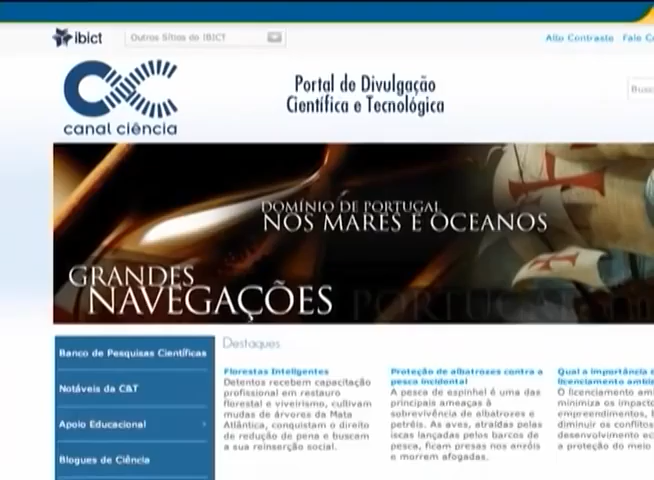 ibict
Outros Sítios do IBICT
Alto Contraste Fale
canal ciência
Portal de Divulgação
Científica e Tecnológica
DOMÍNIO DE PORTUGAL
NOS MARES E OCEANOS
GRANDES
NAVEGAÇÕES
PORTUGAL
Banco de Pesquisas Científicas
Notáveis da C&T
Apoio Educacional
Blogues de Ciência
Destaques
Florestas Inteligentes
Detentos recebem capacitação
profissional em restauro
florestal e viveirismo, cultivam
mudas de árvores da Mata
Atlântica, conquistam o direito
de redução de pena e buscam
a sua reinserção social.
Proteção de albatrozes contra a
pesca incidental
A pesca de espinhel é uma das
principais ameaças à
sobrevivência de albatrozes e
petréis. As aves, atraídas pelas
iscas lançadas pelos barcos de
pesca, ficam presas nos anzóis
e morrem afogadas.
Qual a importância
licenciamento
O licenciamento
minimiza os
empreendimentos,
diminuir os conflitos
desenvolvimento
a proteção do meio